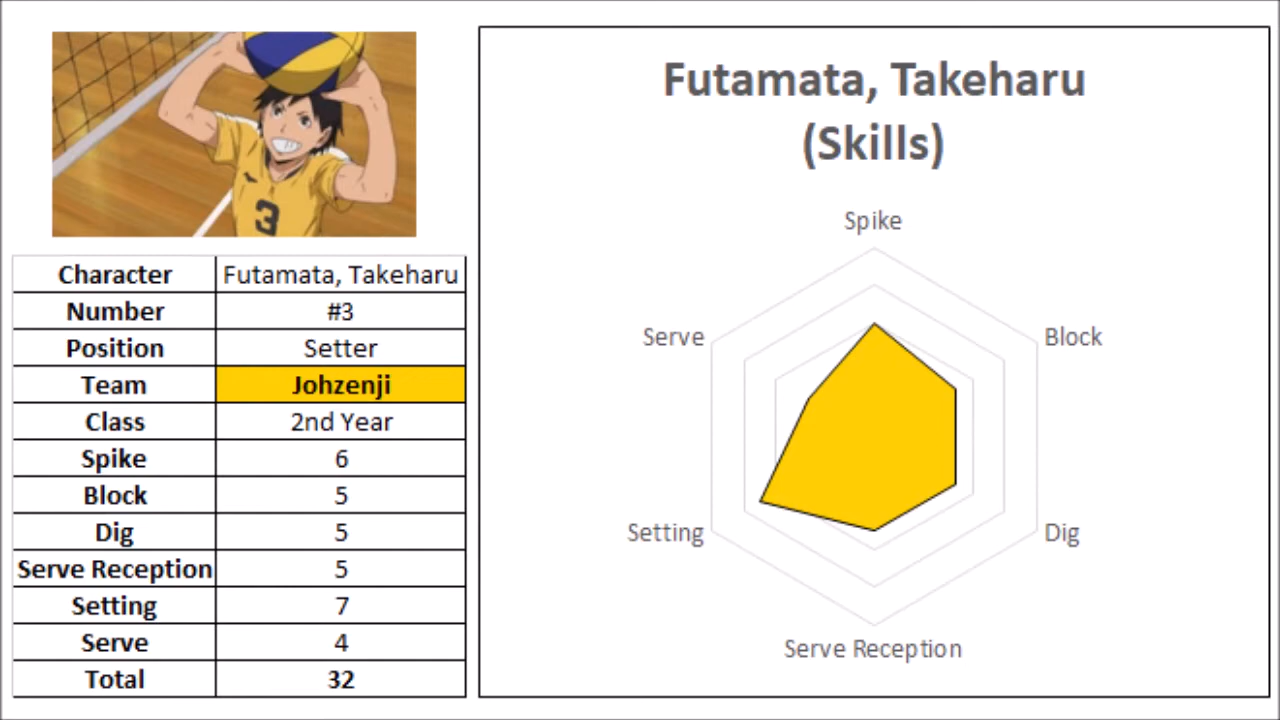 3
Character Futamata, Takeharu
Number #3
Position Setter
Team Johzenji
Class 2nd Year
Spike 6
Block 5
Dig 5
Serve Reception 5
Setting 7
Serve 4
Total 32
Futamata, Takeharu
(Skills)
Spike
Serve Block
Setting Dig
Serve Reception